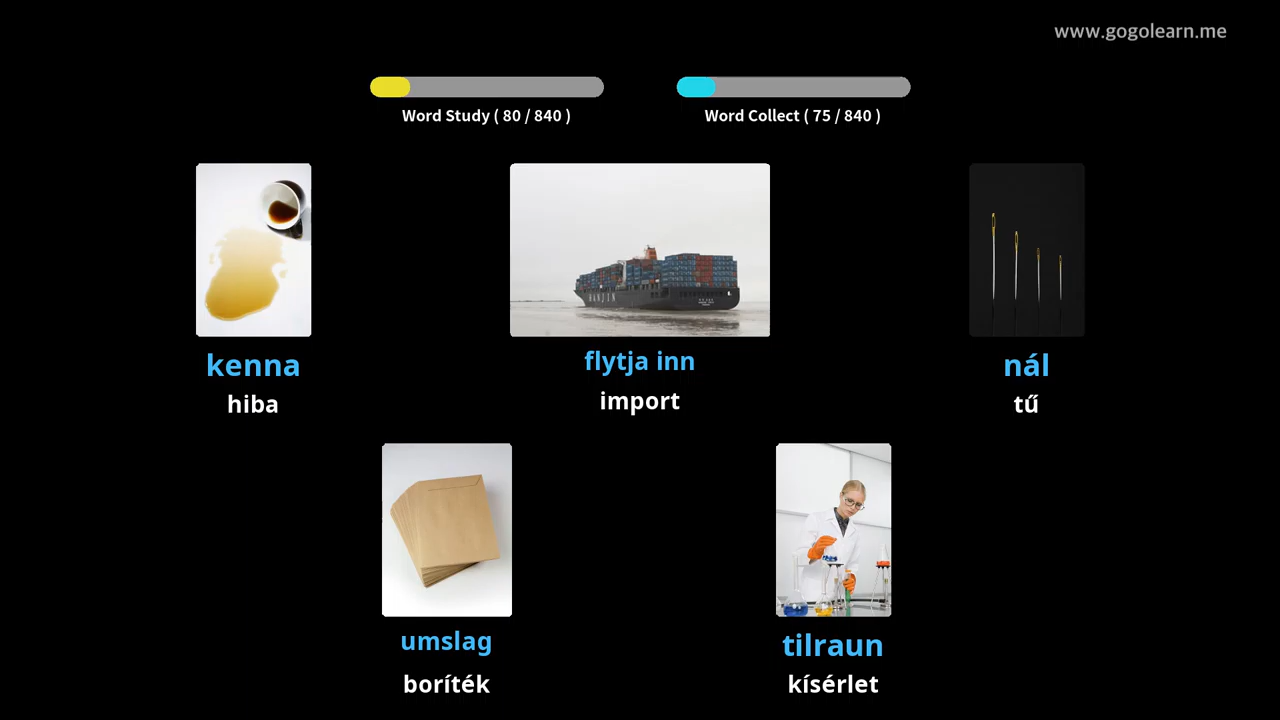 www.gogolearn.me
Word Study ( 80 / 840 )
Word Collect ( 75 / 840 )
kenna
hiba
flytja inn
import
nál
tű
HANJIN
umslag
boríték
tilraun
kísérlet